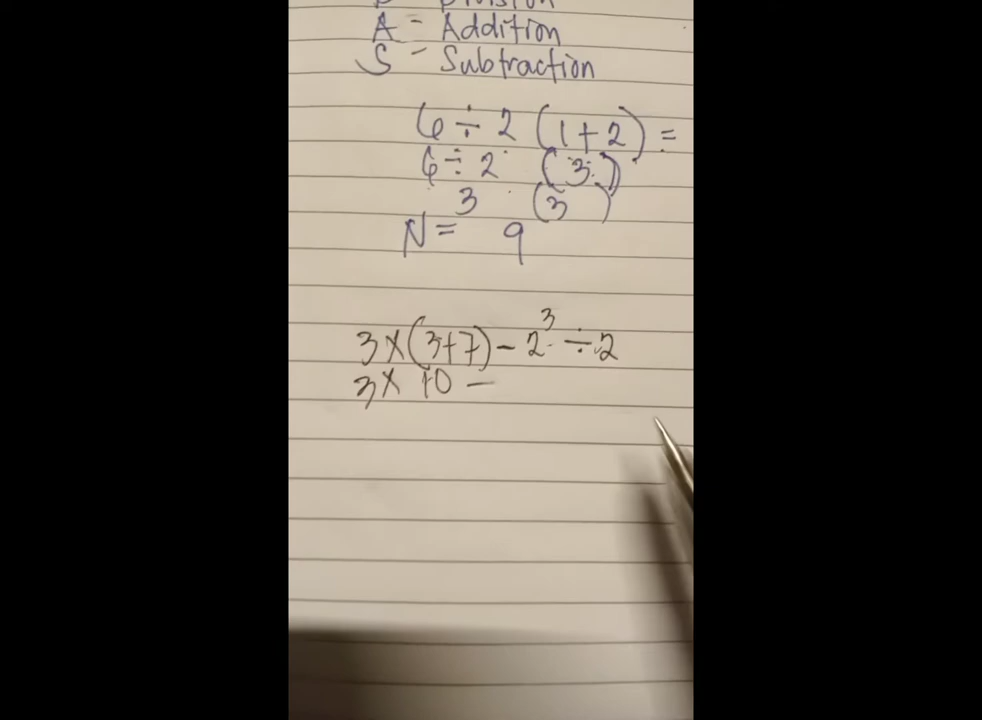 D = Division
A = Addition
S = Subtraction
6 ÷ 2 (1+2) =
6 ÷ 2 (3)
3 (3)
N = 9
3×(3+7) - 2³ ÷ 2
3× 10 -